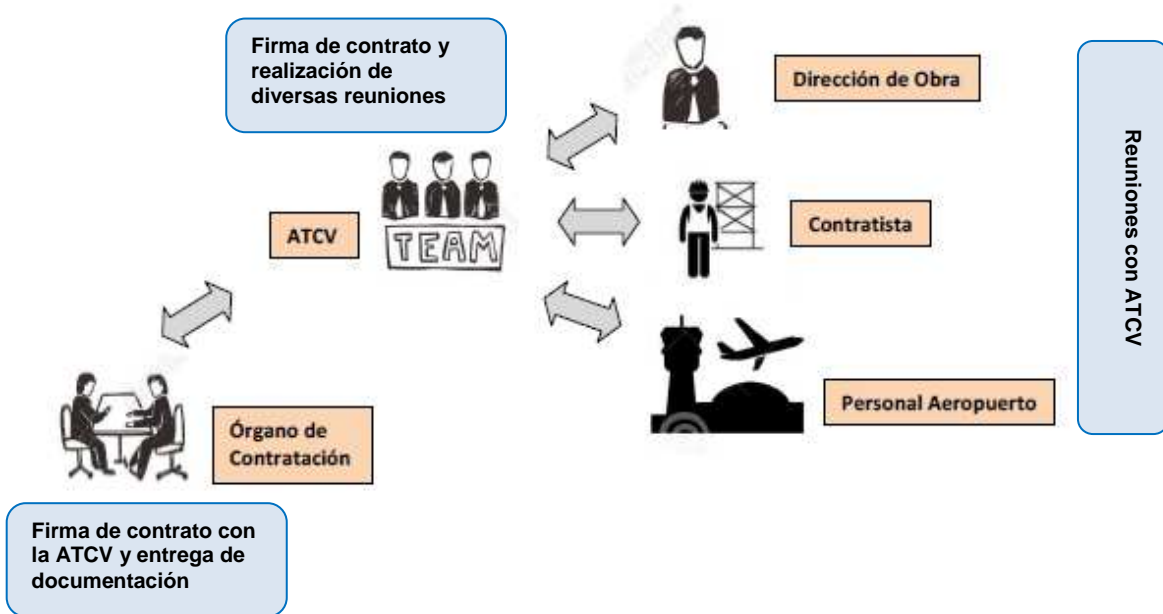 Firma de contrato y
realización de
diversas reuniones
Dirección de Obra
ATCV
TEAM
Contratista
Reuniones con ATCV
Personal Aeropuerto
Órgano de
Contratación
Firma de contrato con
la ATCV y entrega de
documentación